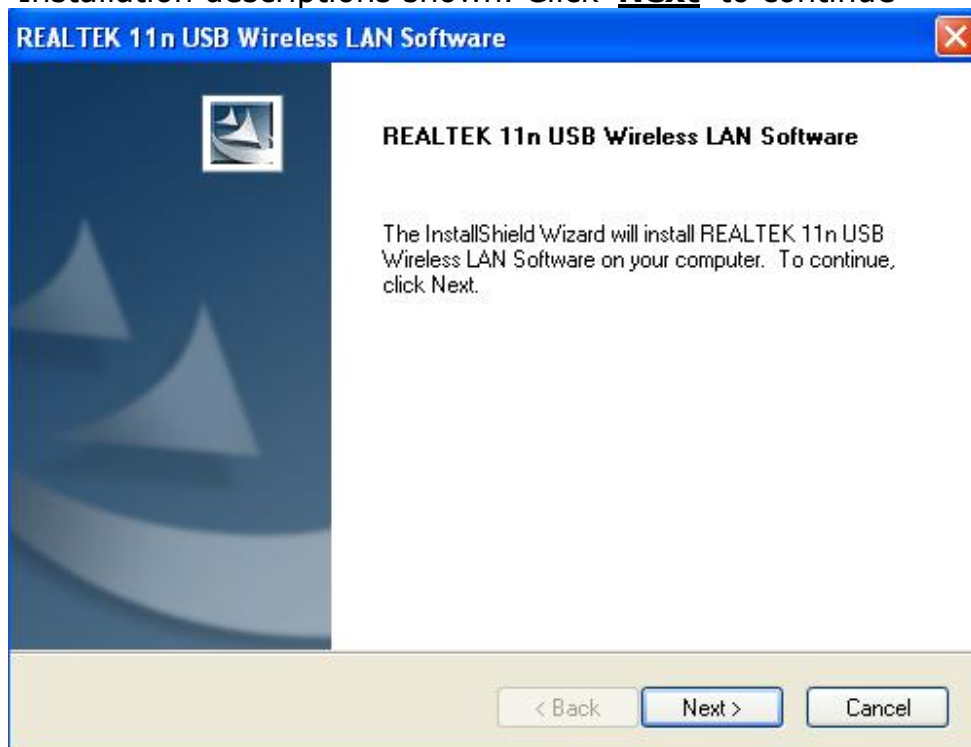 Installation descriptions shown. Click "Next" to continue
REALTEK 11n USB Wireless LAN Software
REALTEK 11n USB Wireless LAN Software
The InstallShield Wizard will install REALTEK 11n USB
Wireless LAN Software on your computer. To continue,
click Next.
< Back
Next >
Cancel